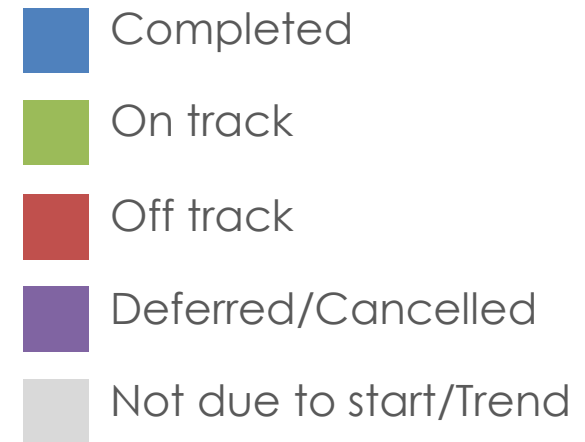 Completed
On track
Off track
Deferred/Cancelled
Not due to start/Trend